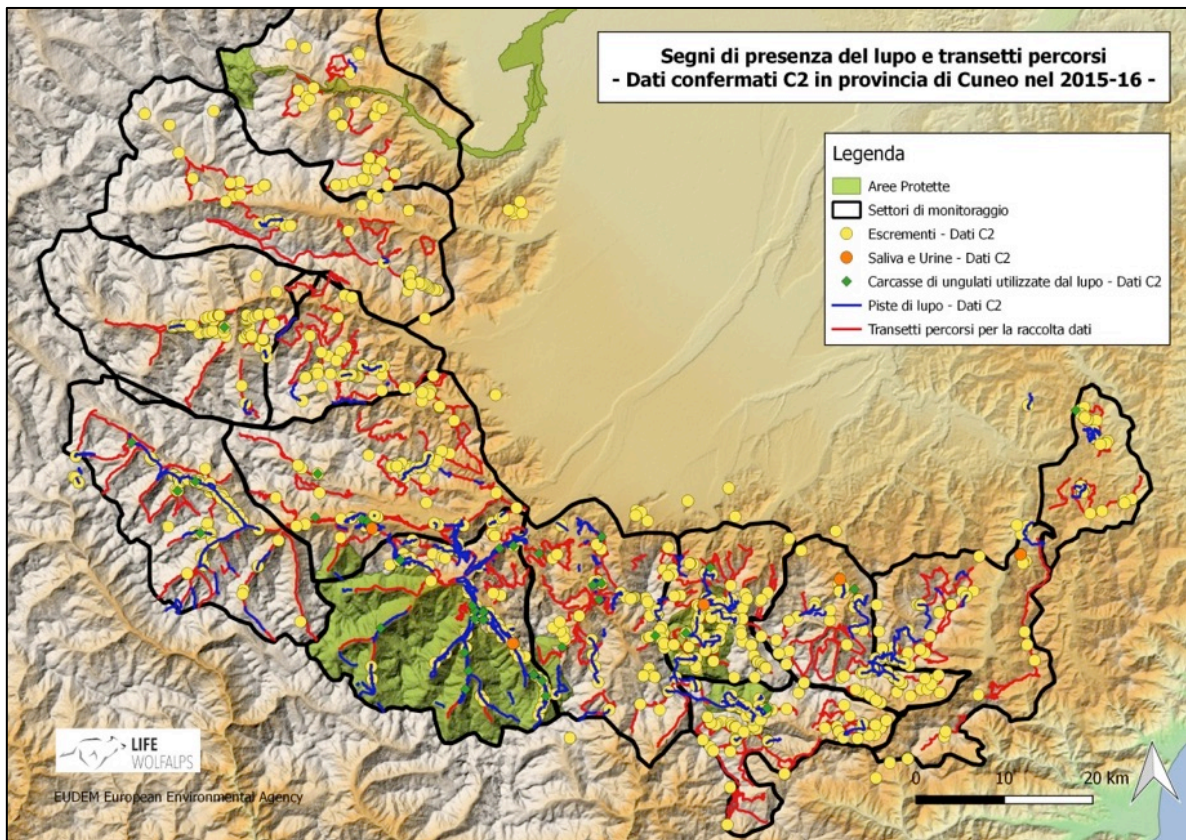 Segni di presenza del lupo e transetti percorsi
- Dati confermati C2 in provincia di Cuneo nel 2015-16 -
Legenda
Aree Protette
Settori di monitoraggio
Escrementi - Dati C2
Saliva e Urine - Dati C2
Carcasse di ungulati utilizzate dal lupo - Dati C2
Piste di lupo - Dati C2
Transetti percorsi per la raccolta dati
LIFE
WOLFALPS
EUDEM European Environmental Agency
0 10 20 km